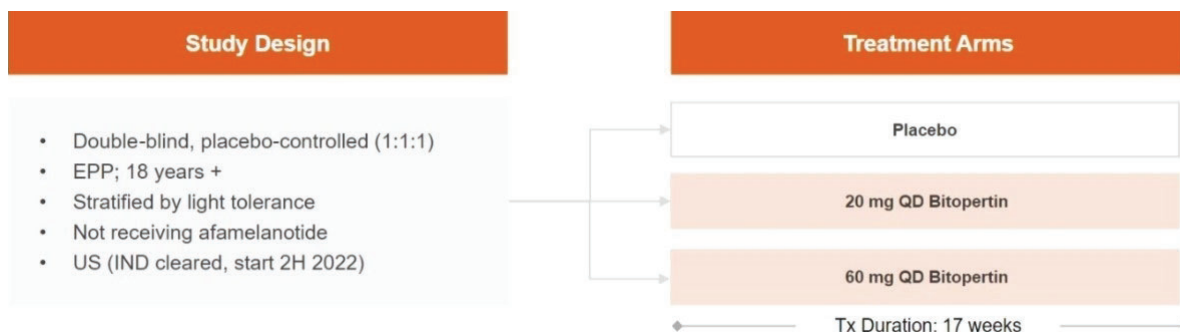 Study Design
• Double-blind, placebo-controlled (1:1:1)
• EPP; 18 years +
• Stratified by light tolerance
• Not receiving afamelanotide
• US (IND cleared, start 2H 2022)
Treatment Arms
Placebo
20 mg QD Bitopertin
60 mg QD Bitopertin
Tx Duration: 17 weeks